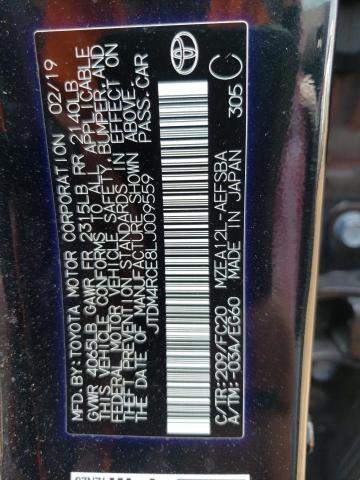 MFD.BY:TOYOTA MOTOR CORPORATION 02/19
GVWR 4065LB GAWR FR 2315LB RR 2140LB
THIS VEHICLE CONFORMS TO ALL APPLICABLE
FEDERAL MOTOR VEHICLE SAFETY,BUMPER,AND
THEFT PREVENTION STANDARDS IN EFFECT ON
THE DATE OF MANUFACTURE SHOWN ABOVE.
JTDM4RCE8LJ009559 PASS.CAR
C/TR:209/FC20 MZEA12L-AEFSBA
A/TM:-03A/EG60 MADE IN JAPAN 305 C